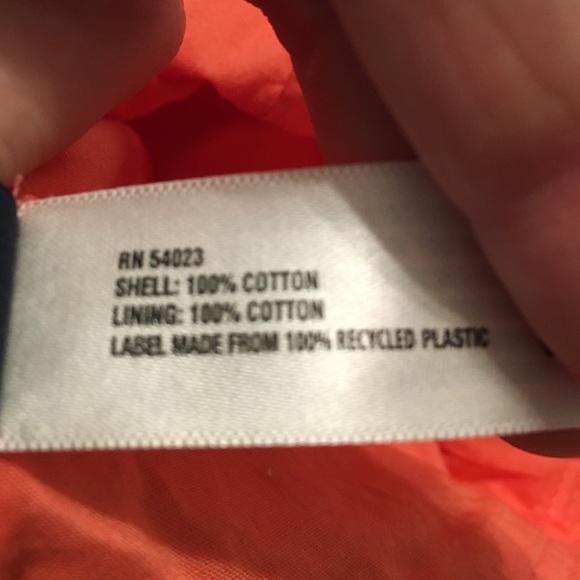 RN 54023
SHELL: 100% COTTON
LINING: 100% COTTON
LABEL MADE FROM 100% RECYCLED PLASTIC